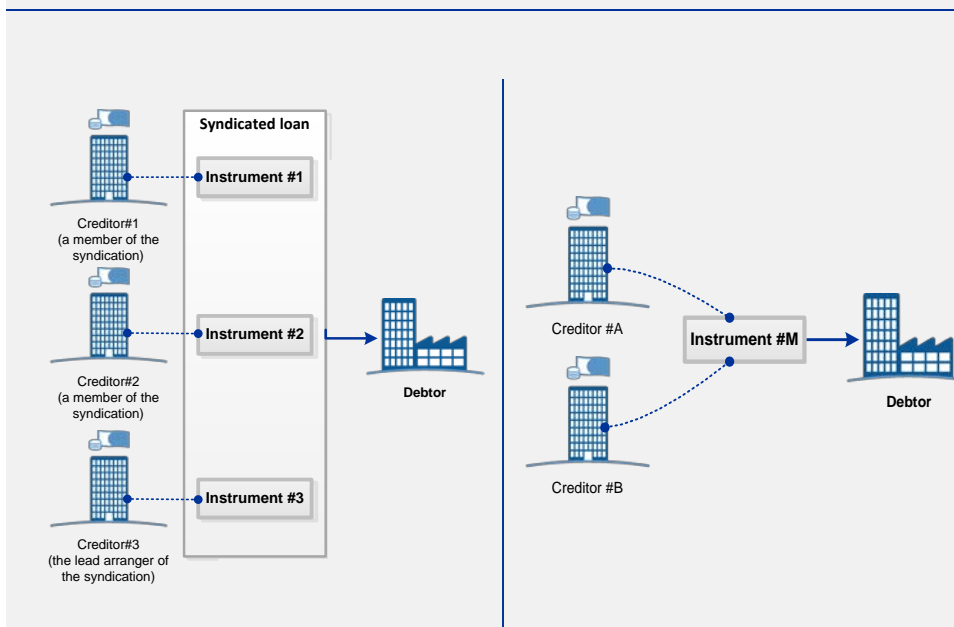 Syndicated loan
Instrument #1
Creditor#1
(a member of the
syndication)
Instrument #2
Creditor#2
(a member of the
syndication)
Instrument #3
Creditor#3
(the lead arranger of
the syndication)
Debtor
Creditor #A
Instrument #M
Creditor #B
Debtor